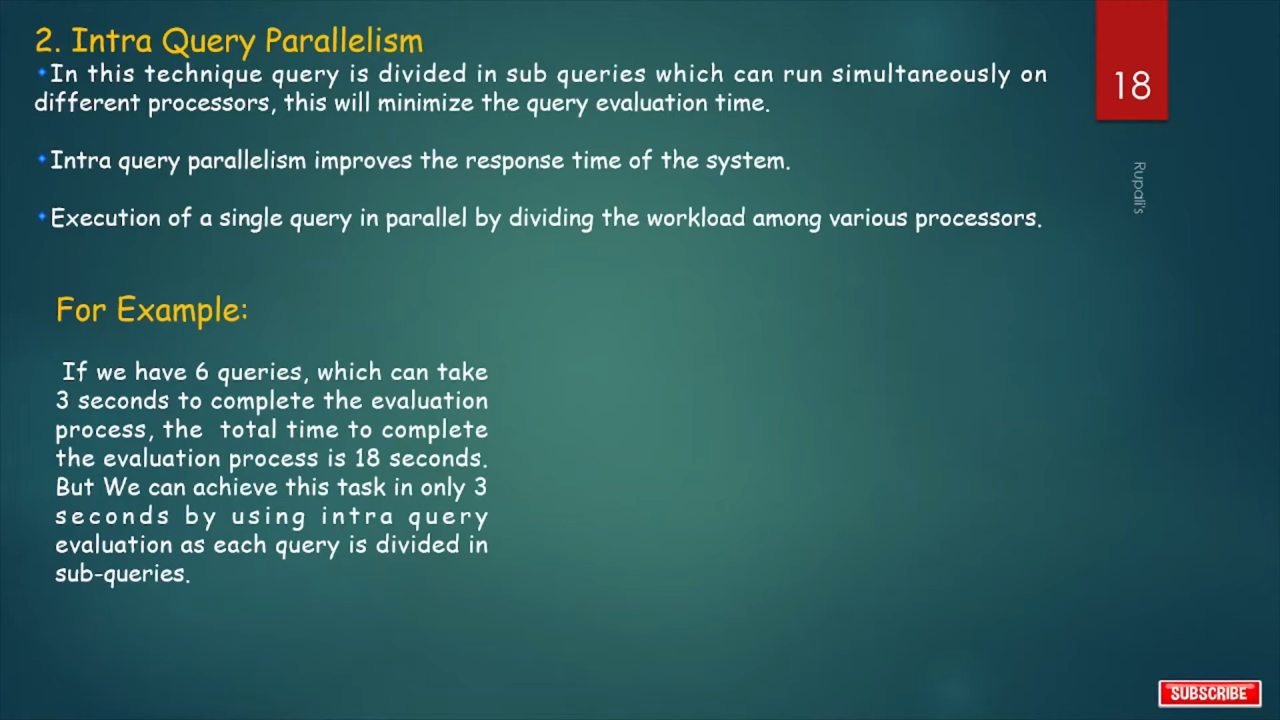 2. Intra Query Parallelism
In this technique query is divided in sub queries which can run simultaneously on
different processors, this will minimize the query evaluation time.
Intra query parallelism improves the response time of the system.
Execution of a single query in parallel by dividing the workload among various processors.
For Example:
If we have 6 queries, which can take
3 seconds to complete the evaluation
process, the total time to complete
the evaluation process is 18 seconds.
But We can achieve this task in only 3
seconds by using intra query
evaluation as each query is divided in
sub-queries.
18
Rupali's
SUBSCRIBE